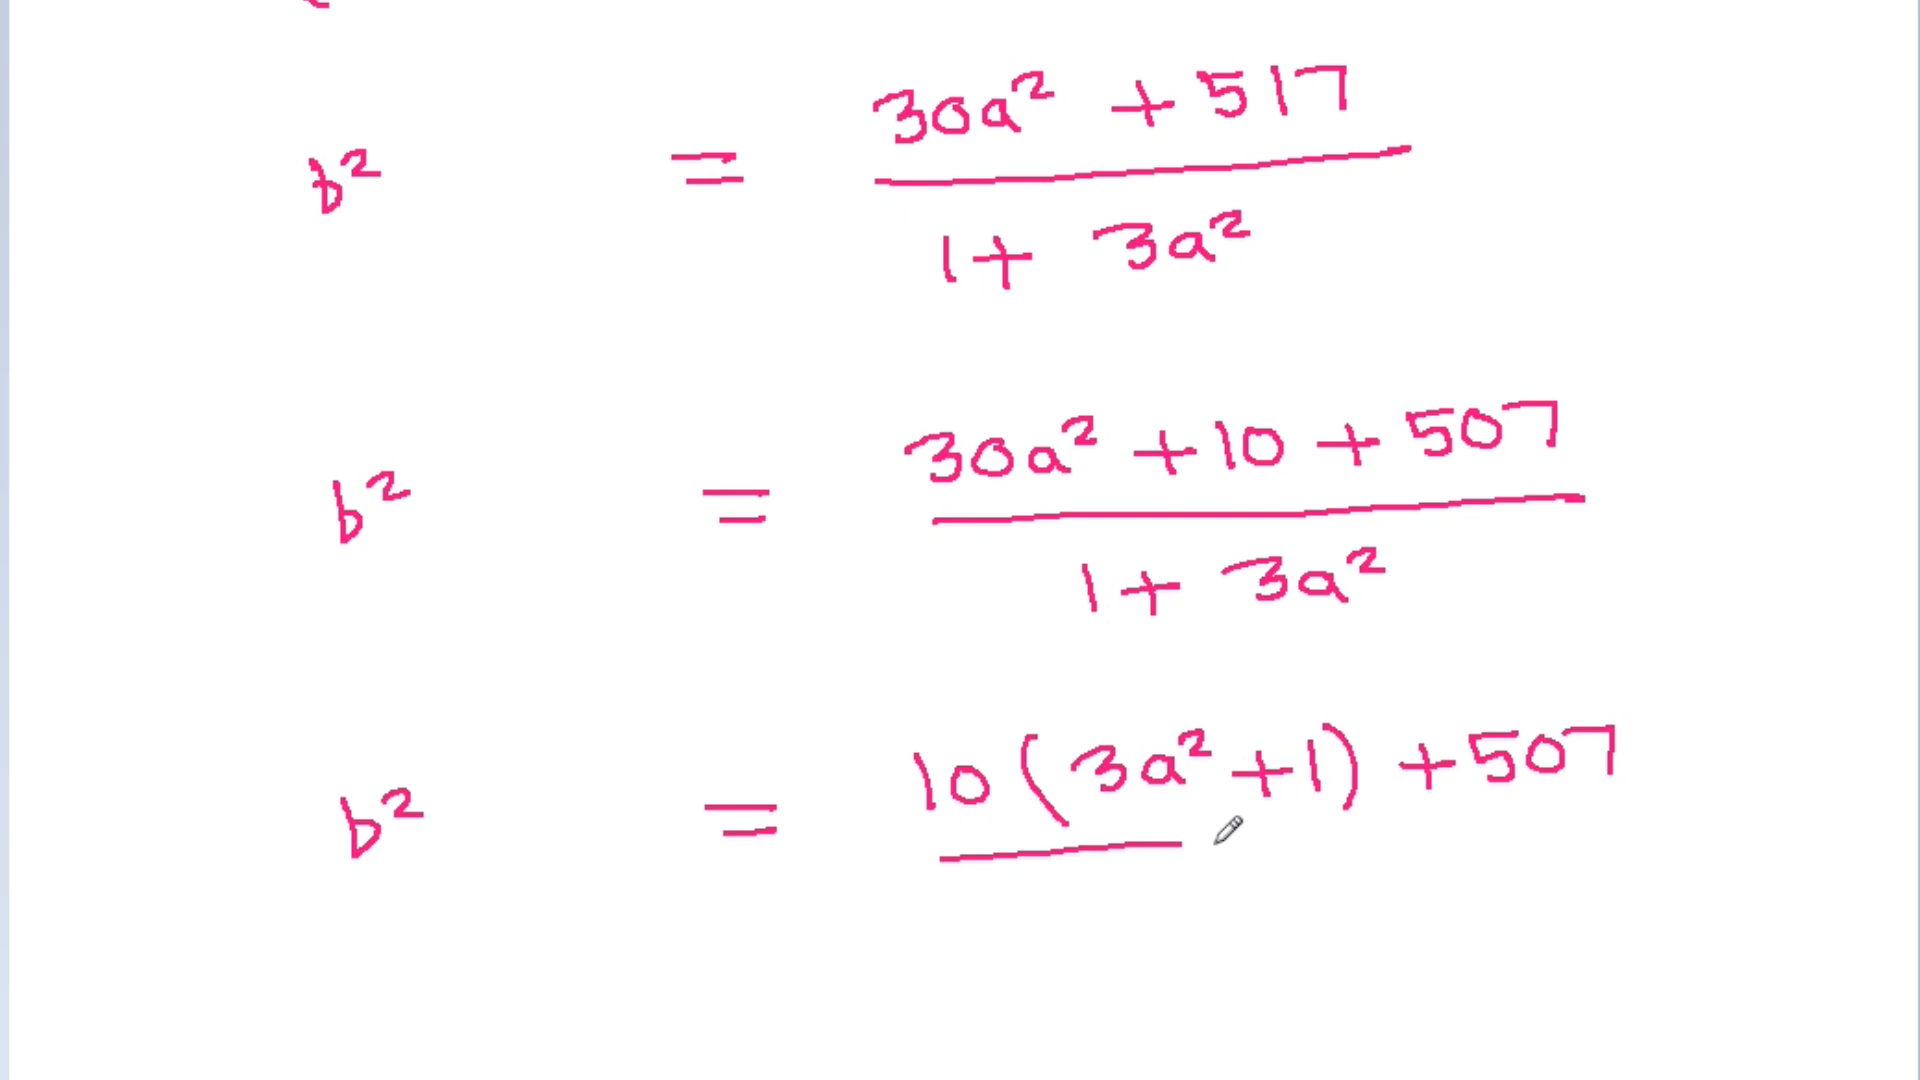 b² = (30a² + 517) / (1 + 3a²)
b² = (30a² + 10 + 507) / (1 + 3a²)
b² = 10(3a² + 1) + 507